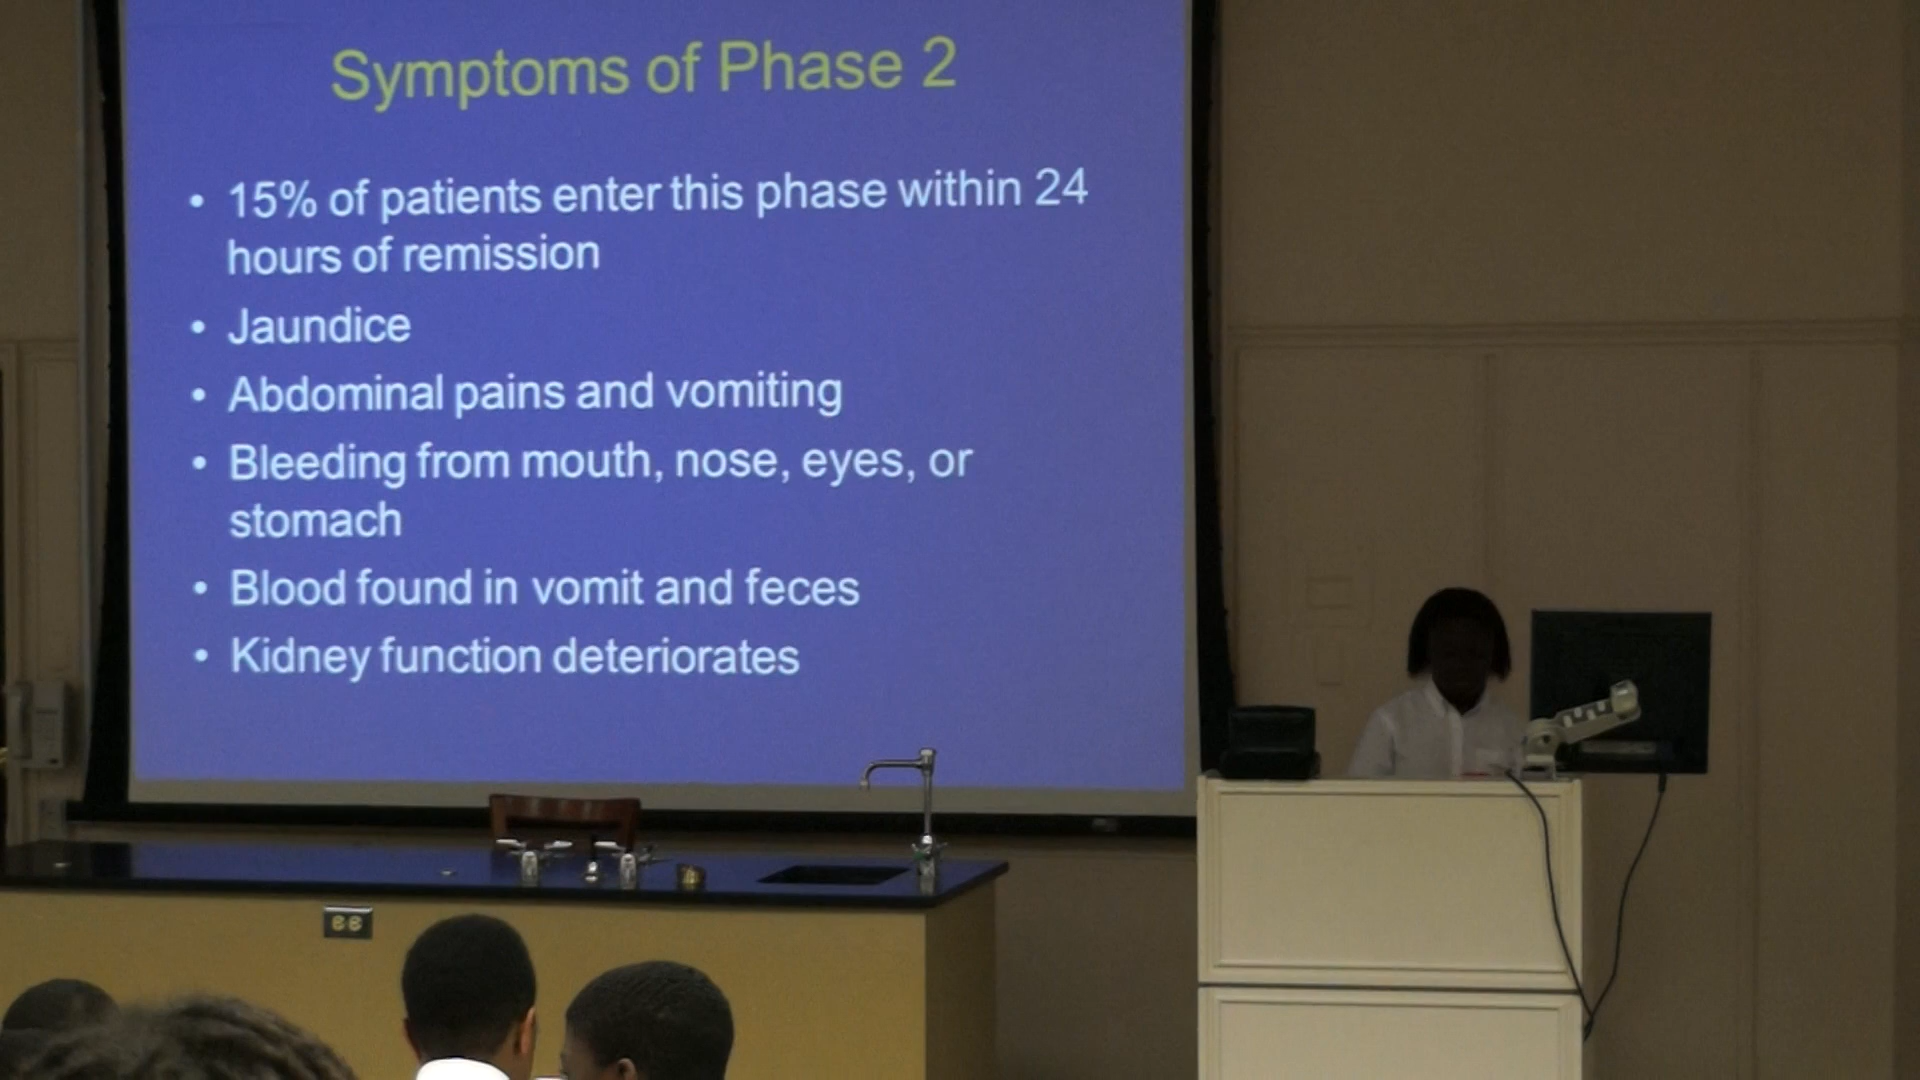 Symptoms of Phase 2
• 15% of patients enter this phase within 24
hours of remission
• Jaundice
• Abdominal pains and vomiting
• Bleeding from mouth, nose, eyes, or
stomach
• Blood found in vomit and feces
• Kidney function deteriorates